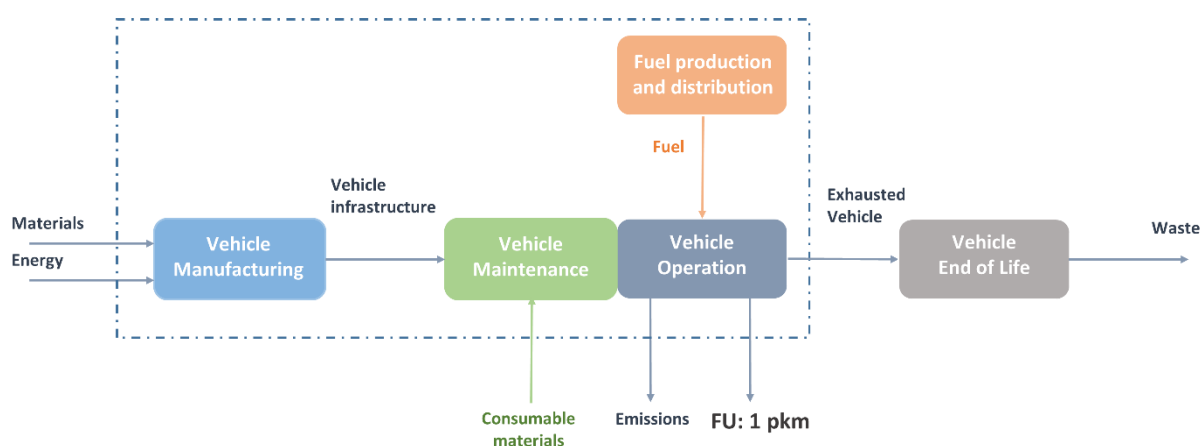 Fuel production
and distribution
Fuel
Vehicle
infrastructure
Exhausted
Vehicle
Materials
Energy
Vehicle
Manufacturing
Vehicle
Maintenance
Vehicle
Operation
Vehicle
End of Life
Waste
Consumable
materials
Emissions
FU: 1 pkm